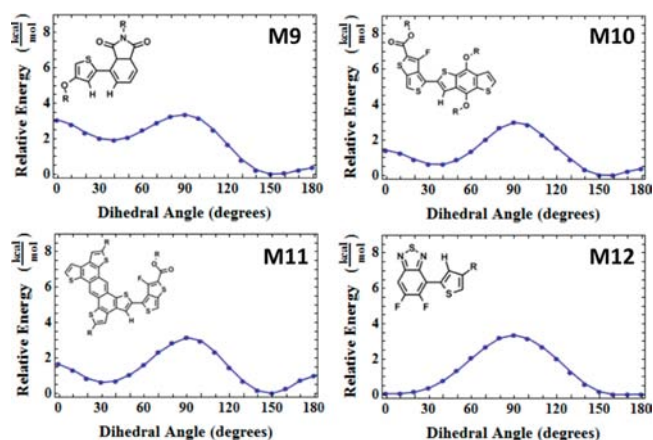 M9
Relative Energy (kcal/mol)
8
6
4
2
0
R
O
N
O
S
O
R
H
H
0 30 60 90 120 150 180
Dihedral Angle (degrees)
M10
Relative Energy (kcal/mol)
8
6
4
2
0
R
O
O
F
S
S
R
O
S
S
H
O
R
0 30 60 90 120 150 180
Dihedral Angle (degrees)
M11
Relative Energy (kcal/mol)
8
6
4
2
0
R
S
S
R
O
F
O
S
S
S
S
H
R
0 30 60 90 120 150 180
Dihedral Angle (degrees)
M12
Relative Energy (kcal/mol)
8
6
4
2
0
S
N
N
H
R
S
F
F
0 30 60 90 120 150 180
Dihedral Angle (degrees)